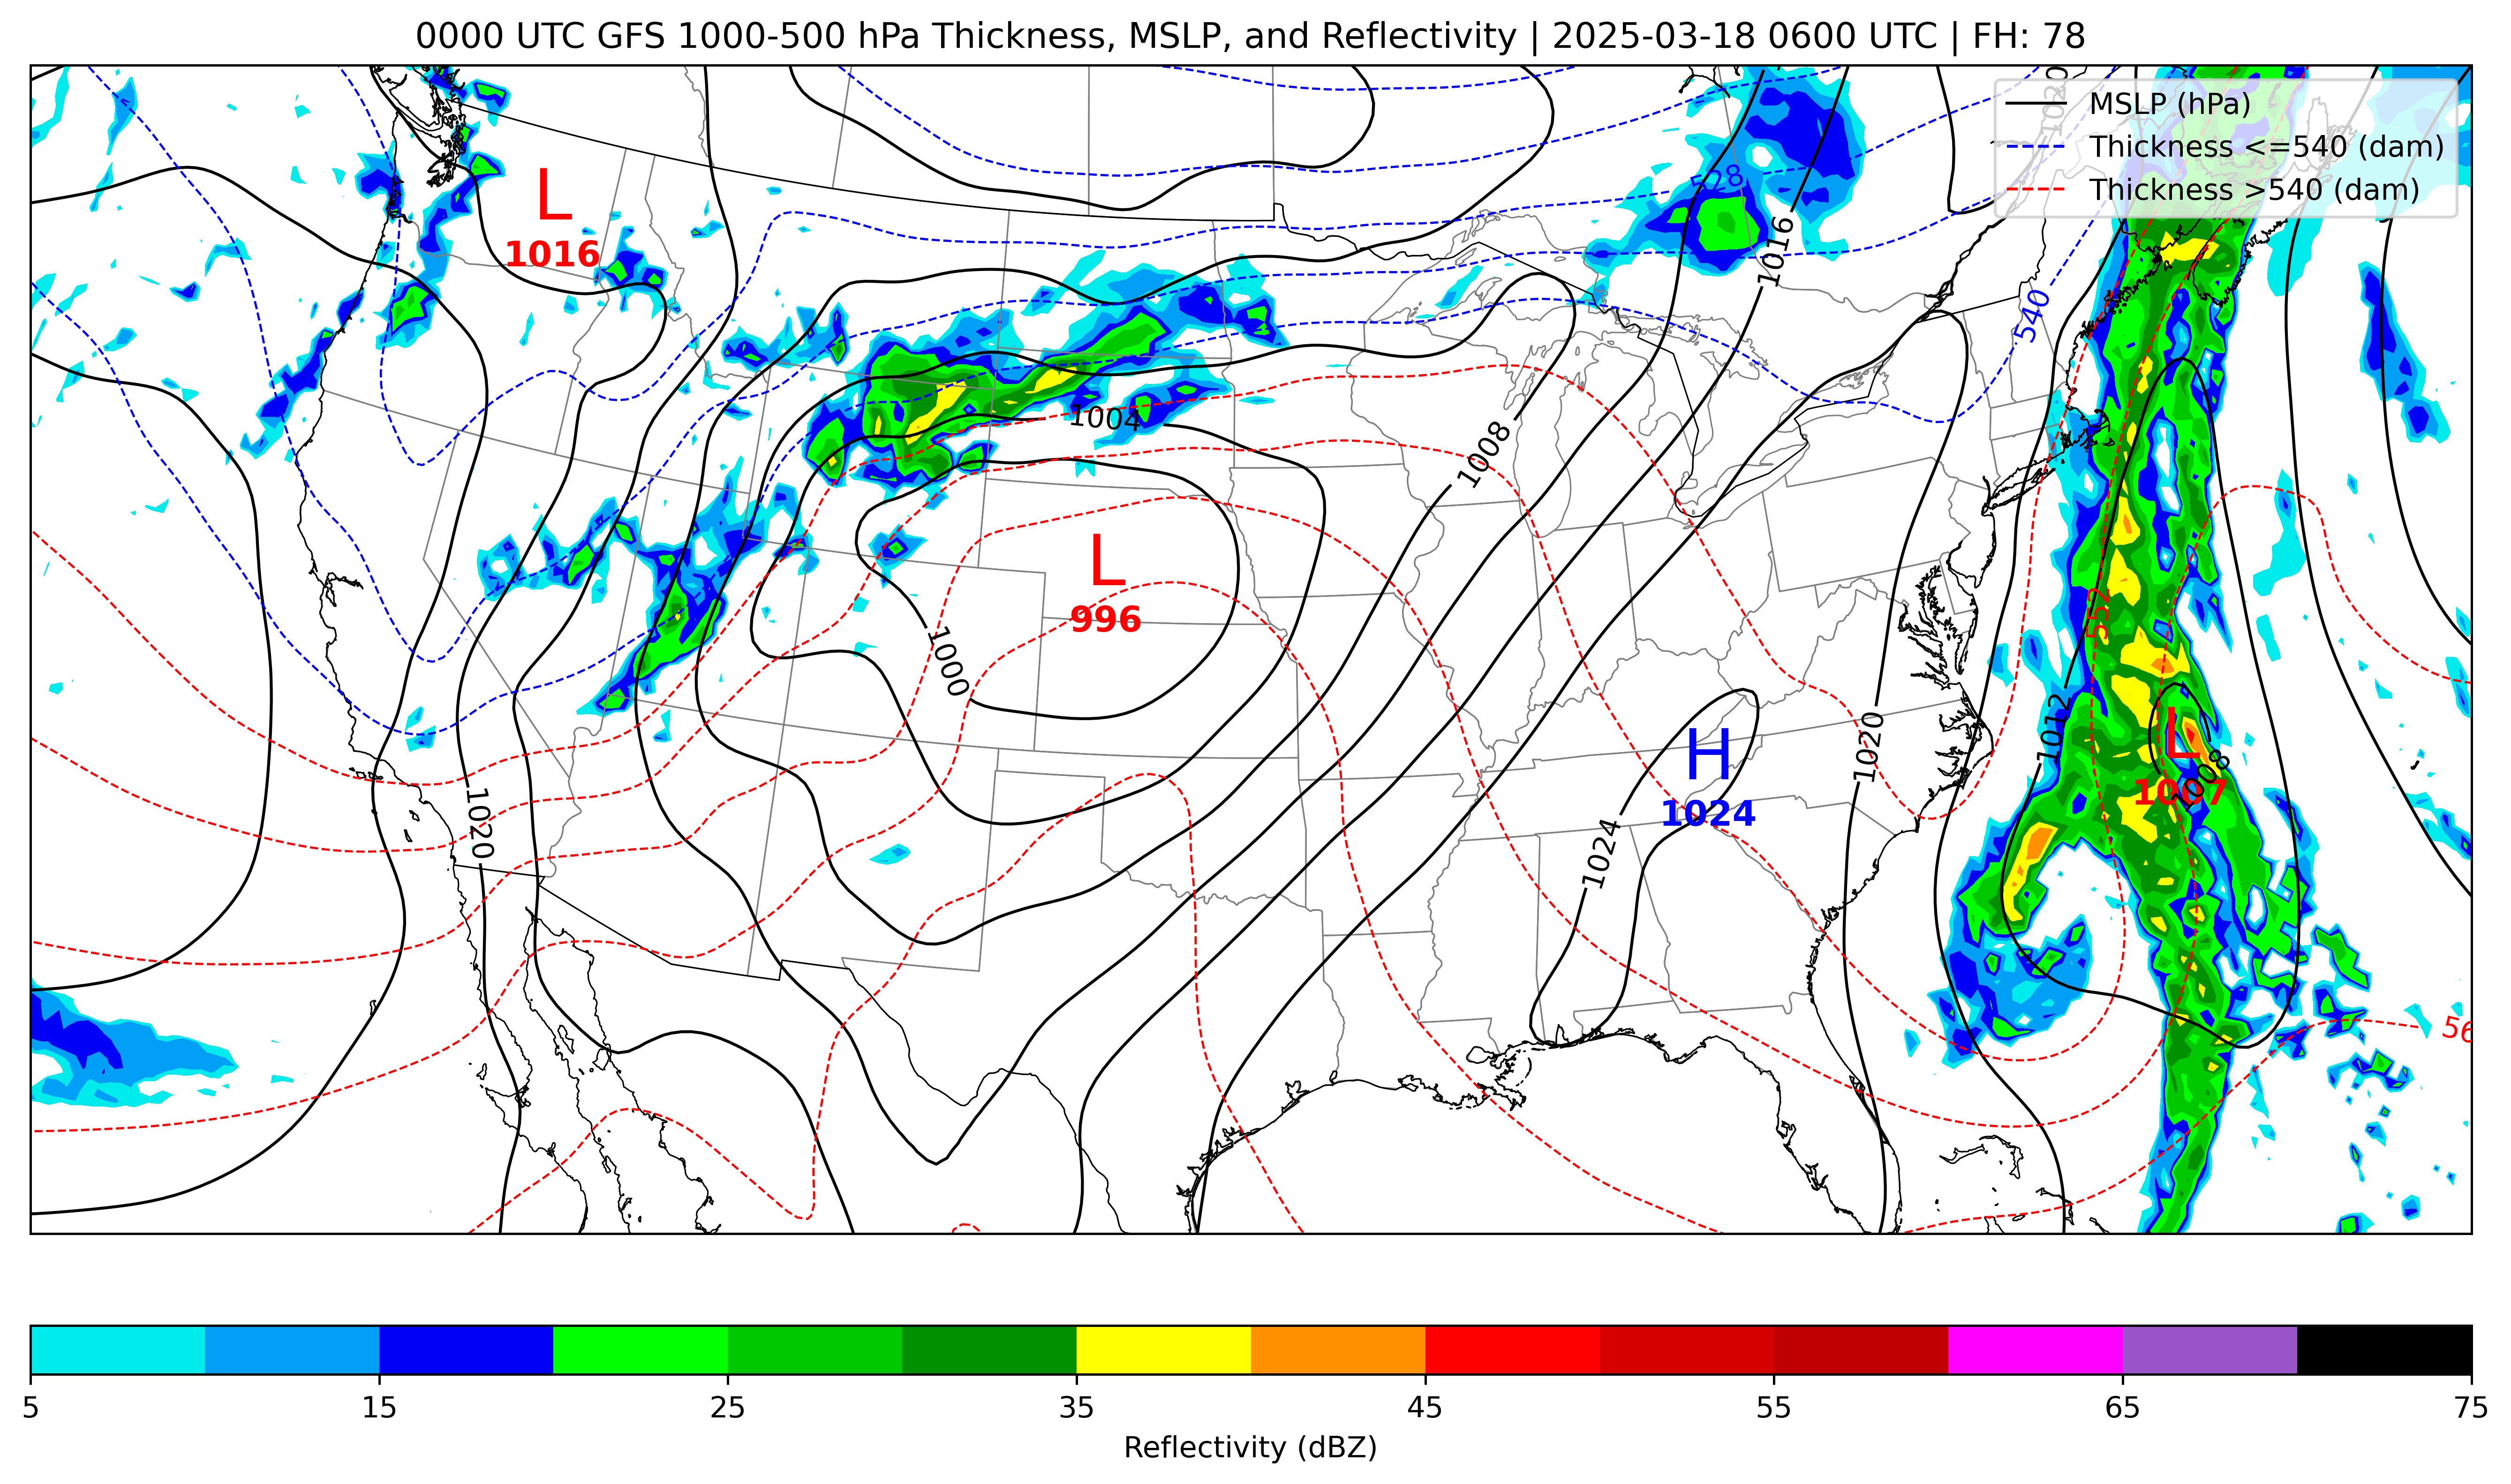 0000 UTC GFS 1000-500 hPa Thickness, MSLP, and Reflectivity | 2025-03-18 0600 UTC | FH: 78
MSLP (hPa)
Thickness <=540 (dam)
Thickness >540 (dam)
1020
528
L
1016
1016
540
1004
1008
L
996
552
1000
H
1024
1020
1012
L
1007
1008
1020
1024
5 15 25 35 45 55 65 75
Reflectivity (dBZ)